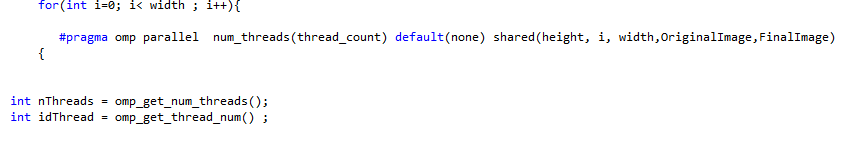 for(int i=0; i< width ; i++){
#pragma omp parallel  num_threads(thread_count) default(none) shared(height, i, width,OriginalImage,FinalImage)
{
int nThreads = omp_get_num_threads();
int idThread = omp_get_thread_num() ;